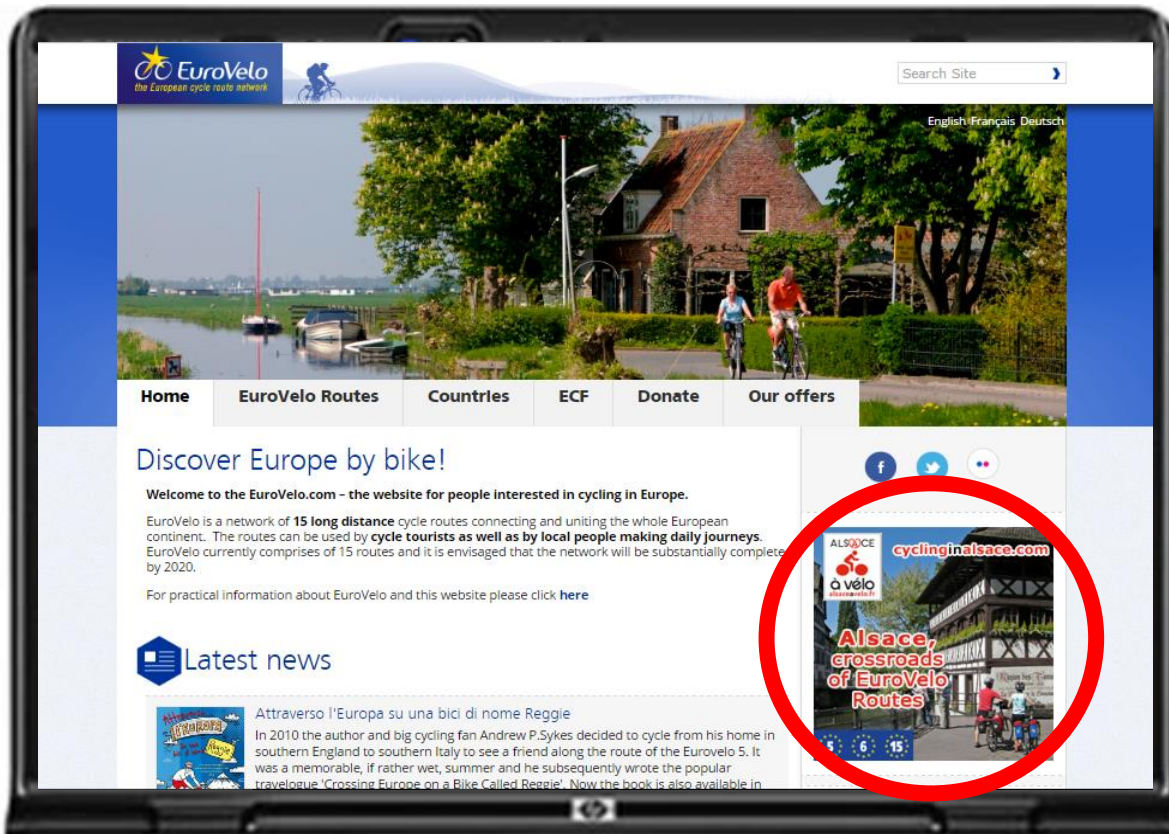 EuroVelo
the European cycle route network
Search Site
English Français Deutsch
Home EuroVelo Routes Countries ECF Donate Our offers
Discover Europe by bike!
Welcome to the EuroVelo.com – the website for people interested in cycling in Europe.
EuroVelo is a network of 15 long distance cycle routes connecting and uniting the whole European
continent. The routes can be used by cycle tourists as well as by local people making daily journeys.
EuroVelo currently comprises of 15 routes and it is envisaged that the network will be substantially complete
by 2020.
For practical information about EuroVelo and this website please click here
Latest news
Attraverso l'Europa su una bici di nome Reggie
In 2010 the author and big cycling fan Andrew P.Sykes decided to cycle from his home in
southern England to southern Italy to see a friend along the route of the Eurovelo 5. It
was a memorable, if rather wet, summer and he subsequently wrote the popular
travelogue 'Crossing Europe on a Bike Called Reggie'. Now the book is also available in
Attraverso
l'EUROPA
f
ALSACE
à vélo
alsaceavelo.fr
cyclinginalsace.com
Alsace,
crossroads
of EuroVelo
Routes
5 6 15
hp